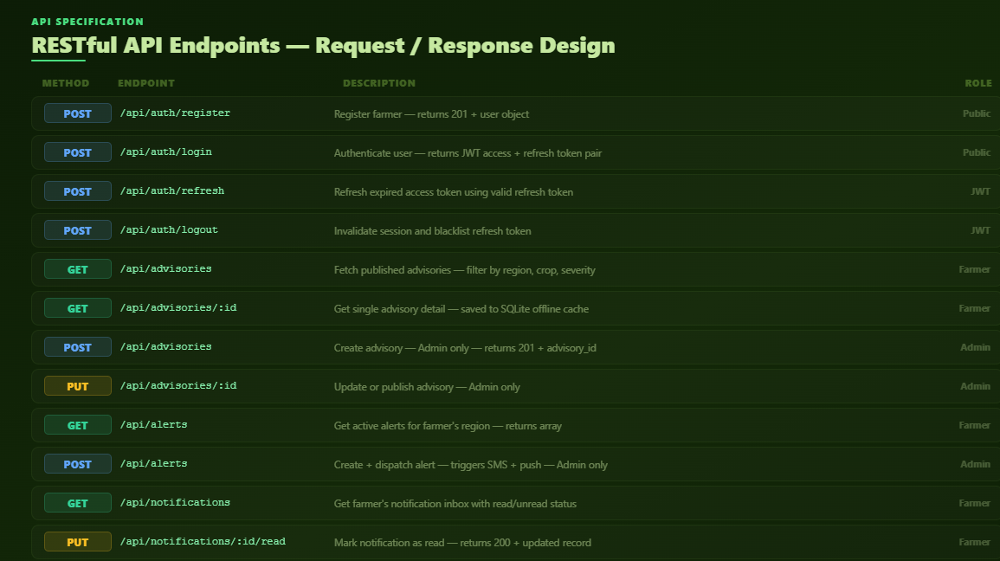 API SPECIFICATION
RESTful API Endpoints — Request / Response Design
METHOD ENDPOINT DESCRIPTION ROLE
POST /api/auth/register Register farmer — returns 201 + user object Public
POST /api/auth/login Authenticate user — returns JWT access + refresh token pair Public
POST /api/auth/refresh Refresh expired access token using valid refresh token JWT
POST /api/auth/logout Invalidate session and blacklist refresh token JWT
GET /api/advisories Fetch published advisories — filter by region, crop, severity Farmer
GET /api/advisories/:id Get single advisory detail — saved to SQLite offline cache Farmer
POST /api/advisories Create advisory — Admin only — returns 201 + advisory_id Admin
PUT /api/advisories/:id Update or publish advisory — Admin only Admin
GET /api/alerts Get active alerts for farmer's region — returns array Farmer
POST /api/alerts Create + dispatch alert — triggers SMS + push — Admin only Admin
GET /api/notifications Get farmer's notification inbox with read/unread status Farmer
PUT /api/notifications/:id/read Mark notification as read — returns 200 + updated record Farmer